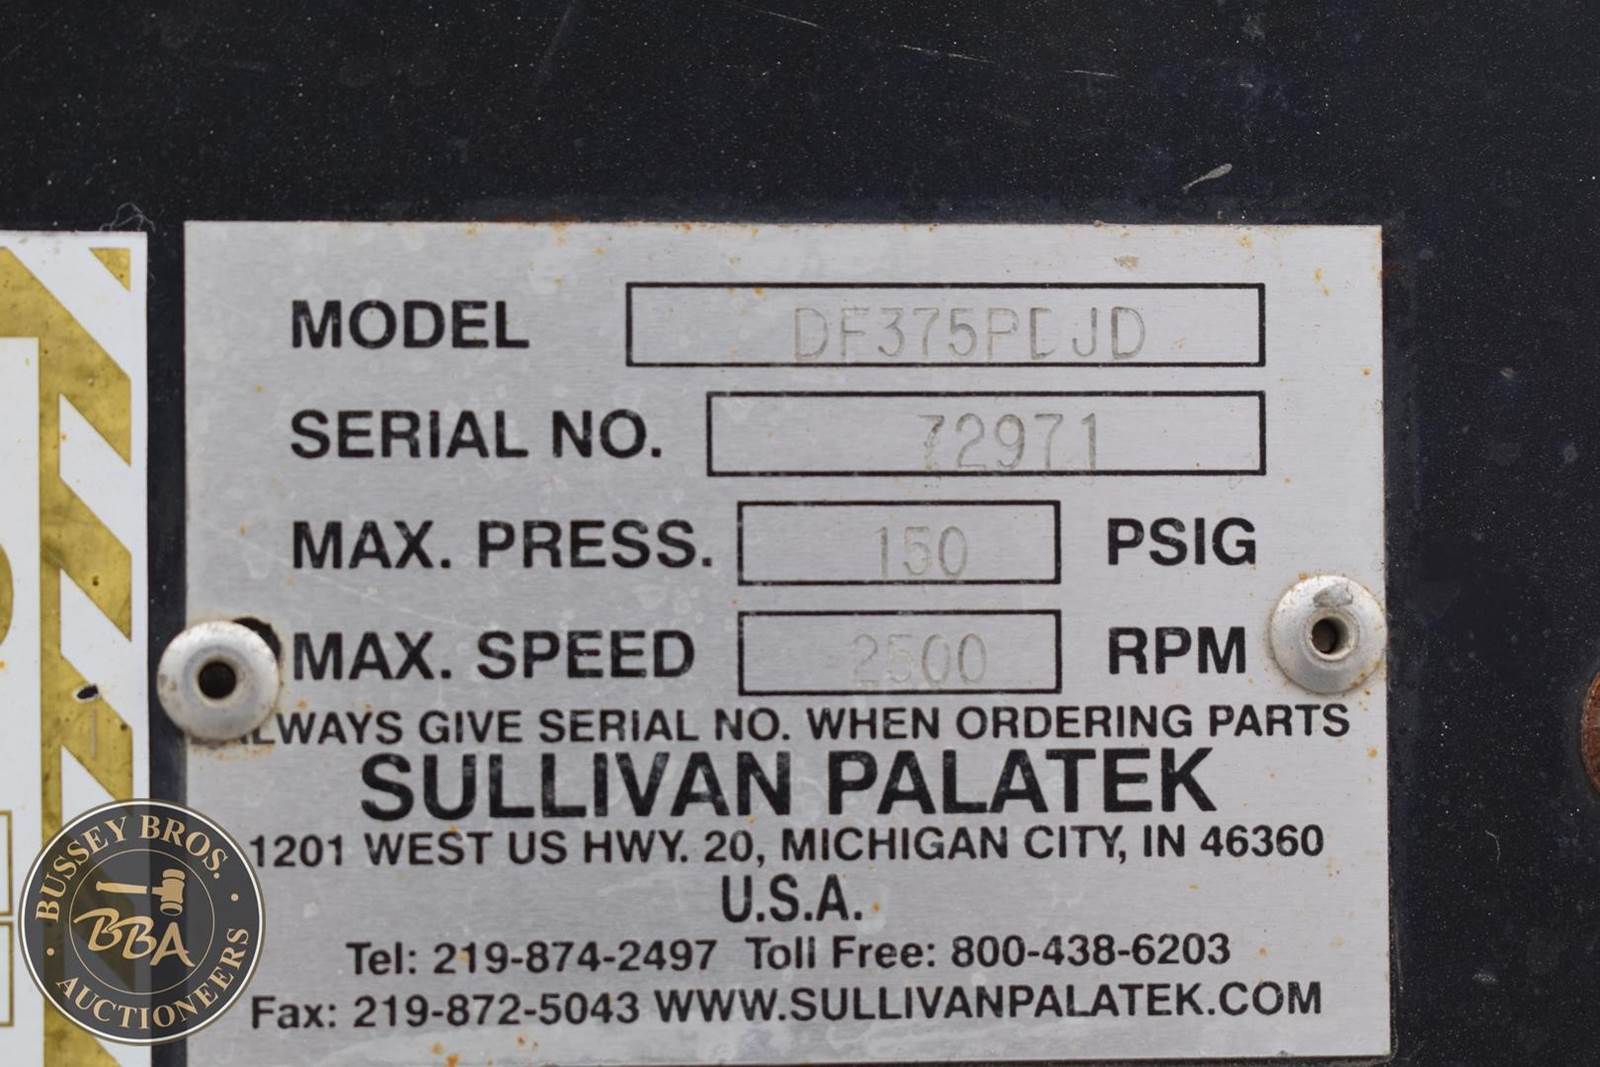 MODEL DF375PDJD
SERIAL NO. 72971
MAX. PRESS. 150 PSIG
MAX. SPEED 2500 RPM
ALWAYS GIVE SERIAL NO. WHEN ORDERING PARTS
SULLIVAN PALATEK
1201 WEST US HWY. 20, MICHIGAN CITY, IN 46360
U.S.A.
Tel: 219-874-2497 Toll Free: 800-438-6203
Fax: 219-872-5043 WWW.SULLIVANPALATEK.COM
BUSSEY BROS.
BBA
AUCTIONEERS